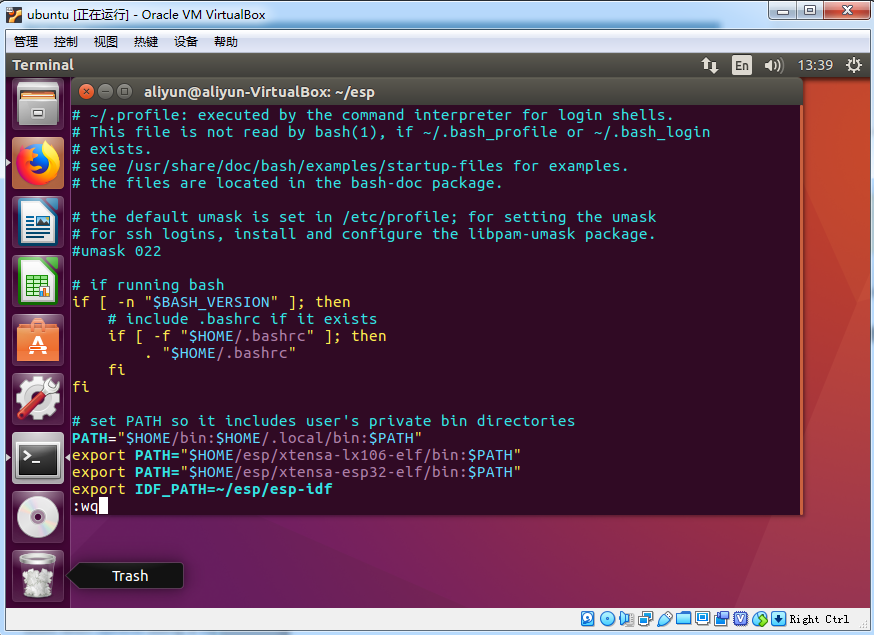 ubuntu [正在运行] - Oracle VM VirtualBox
管理 控制 视图 热键 设备 帮助
Terminal En 13:39
aliyun@aliyun-VirtualBox: ~/esp
# ~/.profile: executed by the command interpreter for login shells.
# This file is not read by bash(1), if ~/.bash_profile or ~/.bash_login
# exists.
# see /usr/share/doc/bash/examples/startup-files for examples.
# the files are located in the bash-doc package.
# the default umask is set in /etc/profile; for setting the umask
# for ssh logins, install and configure the libpam-umask package.
#umask 022
# if running bash
if [ -n "$BASH_VERSION" ]; then
# include .bashrc if it exists
if [ -f "$HOME/.bashrc" ]; then
. "$HOME/.bashrc"
fi
fi
# set PATH so it includes user's private bin directories
PATH="$HOME/bin:$HOME/.local/bin:$PATH"
export PATH="$HOME/esp/xtensa-lx106-elf/bin:$PATH"
export PATH="$HOME/esp/xtensa-esp32-elf/bin:$PATH"
export IDF_PATH=~/esp/esp-idf
:wq
Trash
Right Ctrl